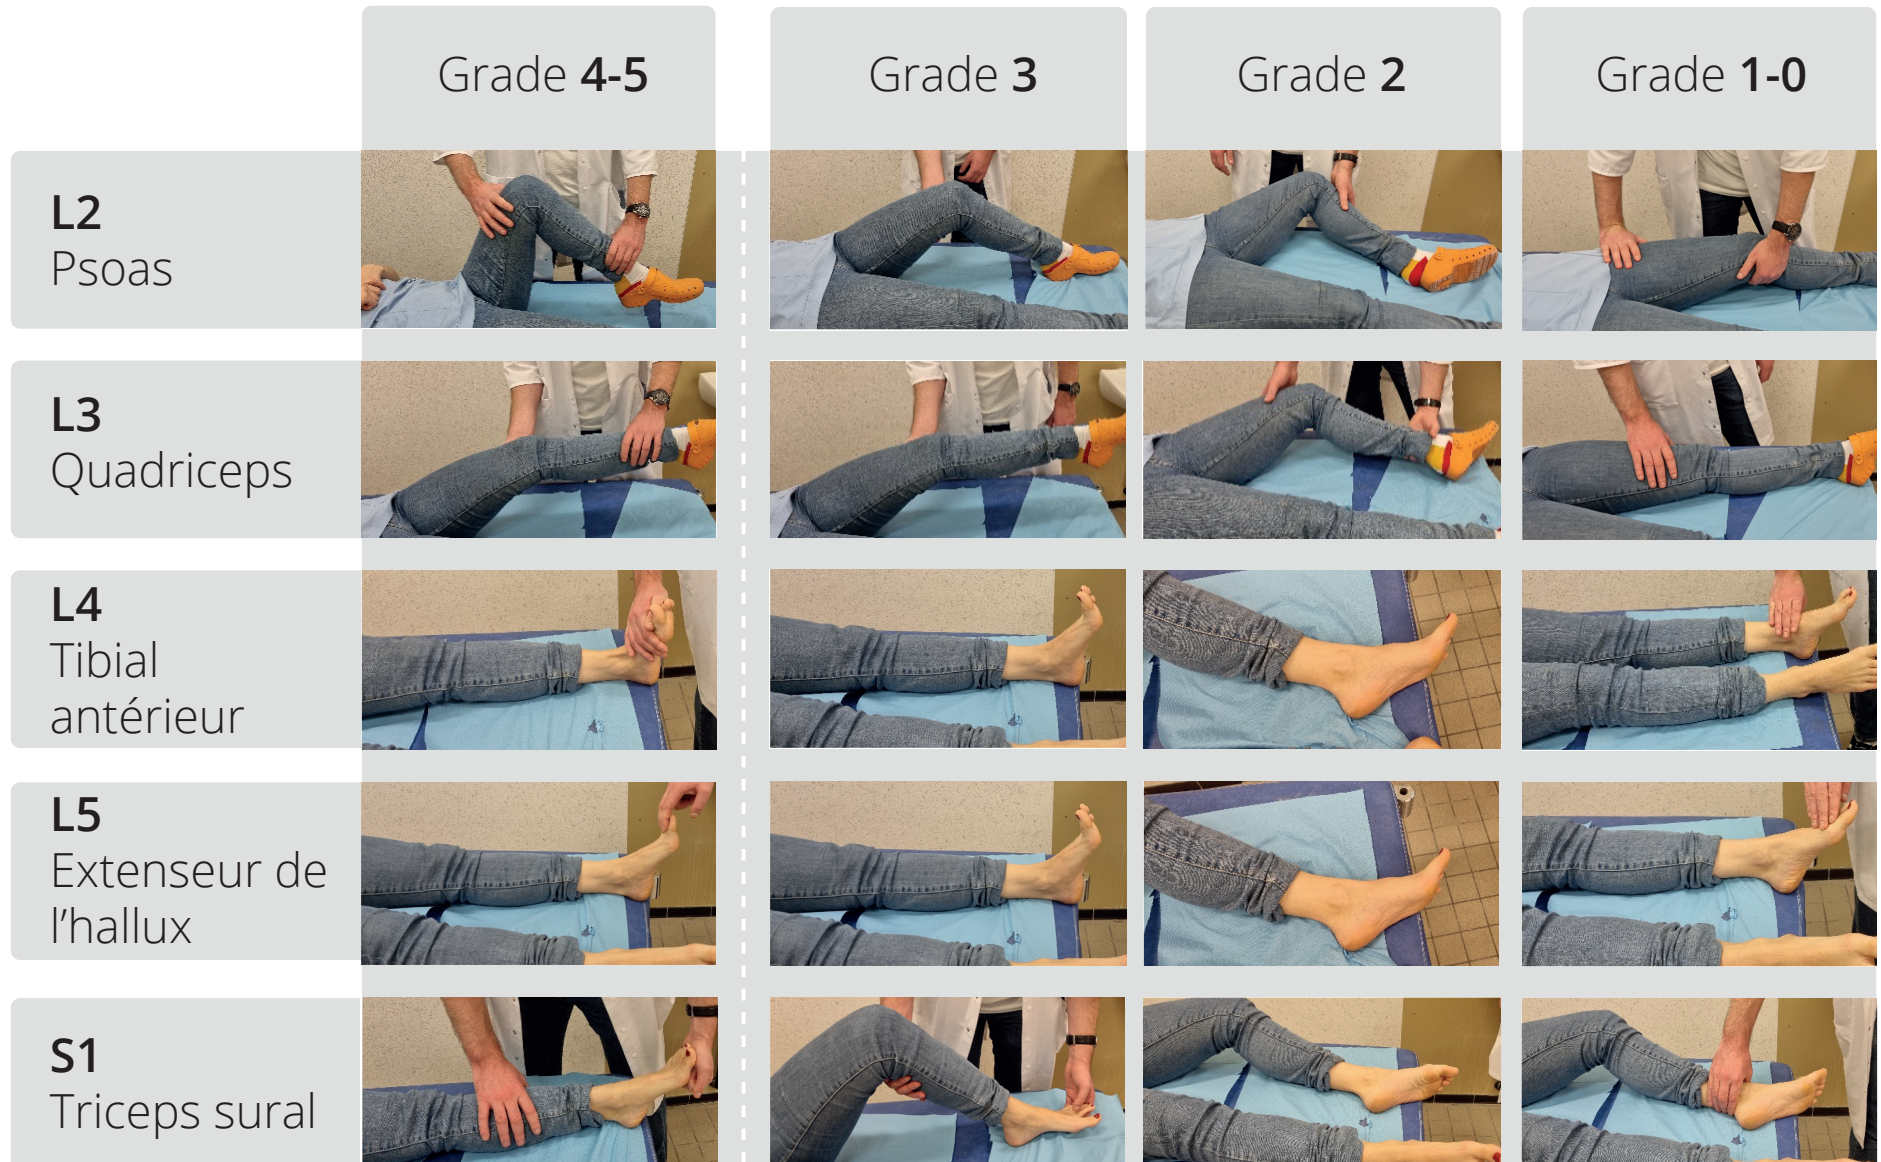 Grade 4-5
Grade 3
Grade 2
Grade 1-0
L2
Psoas
L3
Quadriceps
L4
Tibial
antérieur
L5
Extenseur de
l’hallux
S1
Triceps sural